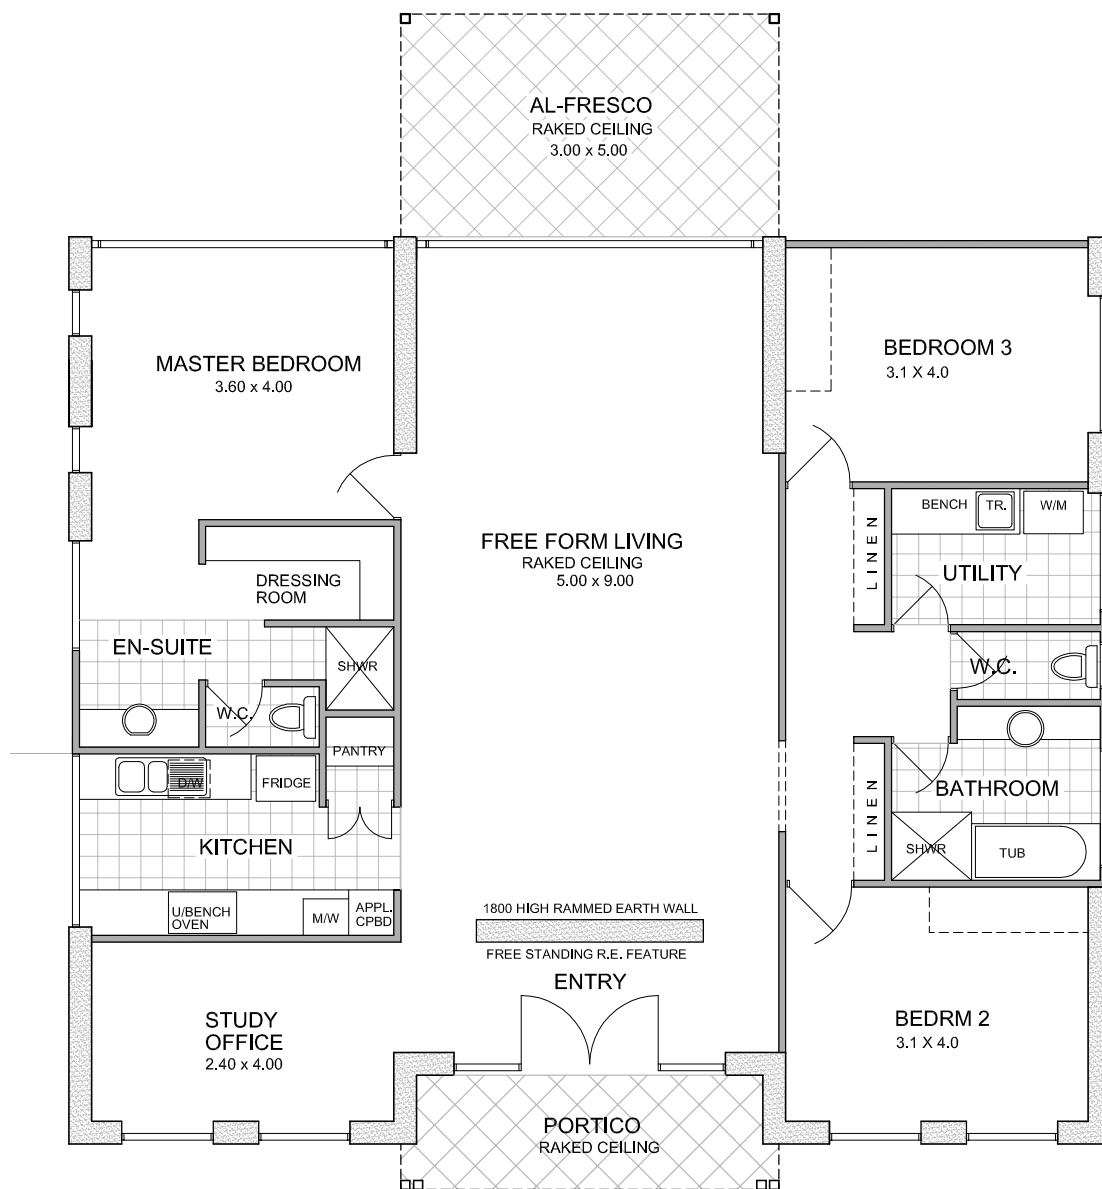 AL-FRESCO
RAKED CEILING
3.00 x 5.00
MASTER BEDROOM
3.60 x 4.00
BEDROOM 3
3.1 X 4.0
FREE FORM LIVING
RAKED CEILING
5.00 x 9.00
BENCH
TR.
W/M
LINEN
UTILITY
DRESSING
ROOM
EN-SUITE
SHWR
W.C.
W.C.
PANTRY
D/W
FRIDGE
KITCHEN
LINEN
BATHROOM
SHWR
TUB
U/BENCH
OVEN
M/W
APPL.
CPBD
1800 HIGH RAMMED EARTH WALL
FREE STANDING R.E. FEATURE
ENTRY
STUDY
OFFICE
2.40 x 4.00
BEDRM 2
3.1 X 4.0
PORTICO
RAKED CEILING